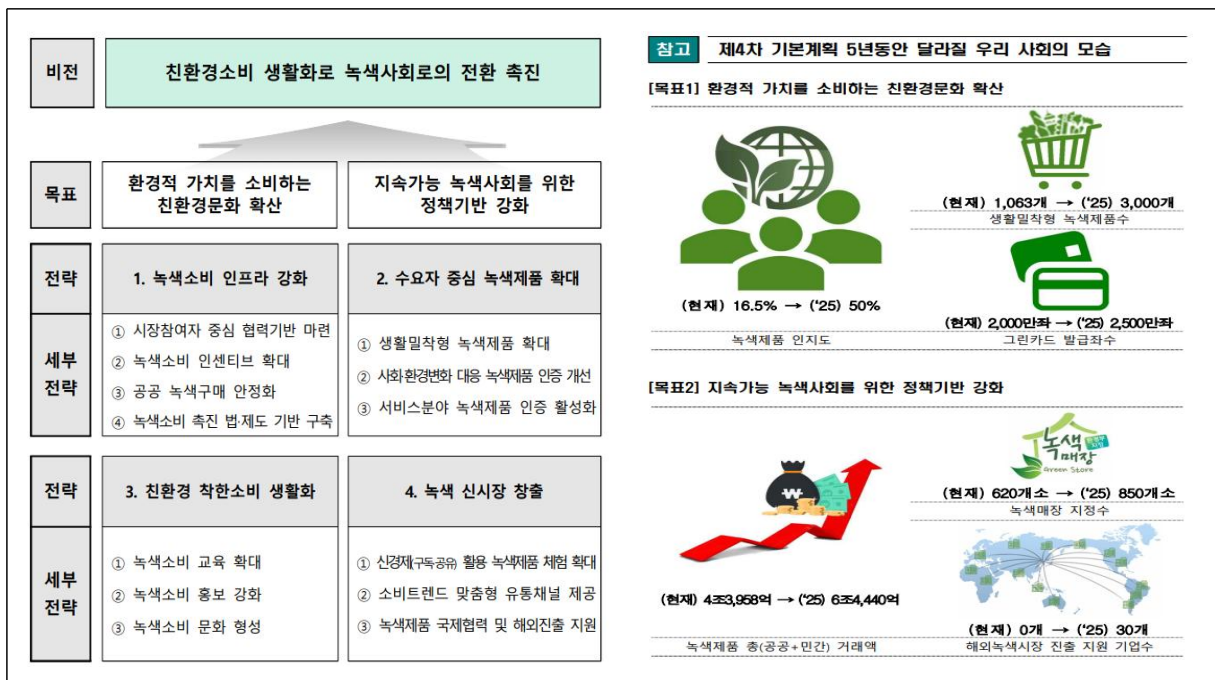 비전
친환경소비 생활화로 녹색사회로의 전환 촉진
목표
환경적 가치를 소비하는
친환경문화 확산
지속가능 녹색사회를 위한
정책기반 강화
전략
1. 녹색소비 인프라 강화
2. 수요자 중심 녹색제품 확대
세부
전략
① 시장참여자 중심 협력기반 마련
② 녹색소비 인센티브 확대
③ 공공 녹색구매 안정화
④ 녹색소비 촉진 법·제도 기반 구축
① 생활밀착형 녹색제품 확대
② 사회·환경변화 대응 녹색제품 인증 개선
③ 서비스분야 녹색제품 인증 활성화
전략
3. 친환경 착한소비 생활화
4. 녹색 신시장 창출
세부
전략
① 녹색소비 교육 확대
② 녹색소비 홍보 강화
③ 녹색소비 문화 형성
① 신경제(구독·공유) 활용 녹색제품 체험 확대
② 소비트렌드 맞춤형 유통채널 제공
③ 녹색제품 국제협력 및 해외진출 지원
참고 제4차 기본계획 5년동안 달라질 우리 사회의 모습
[목표1] 환경적 가치를 소비하는 친환경문화 확산
(현재) 16.5% → ('25) 50%
녹색제품 인지도
(현재) 1,063개 → ('25) 3,000개
생활밀착형 녹색제품수
(현재) 2,000만좌 → ('25) 2,500만좌
그린카드 발급좌수
[목표2] 지속가능 녹색사회를 위한 정책기반 강화
₩
(현재) 4조3,958억 → ('25) 6조4,440억
녹색제품 총(공공+민간) 거래액
녹색
매장
Green Store
(현재) 620개소 → ('25) 850개소
녹색매장 지정수
(현재) 0개 → ('25) 30개
해외녹색시장 진출 지원 기업수